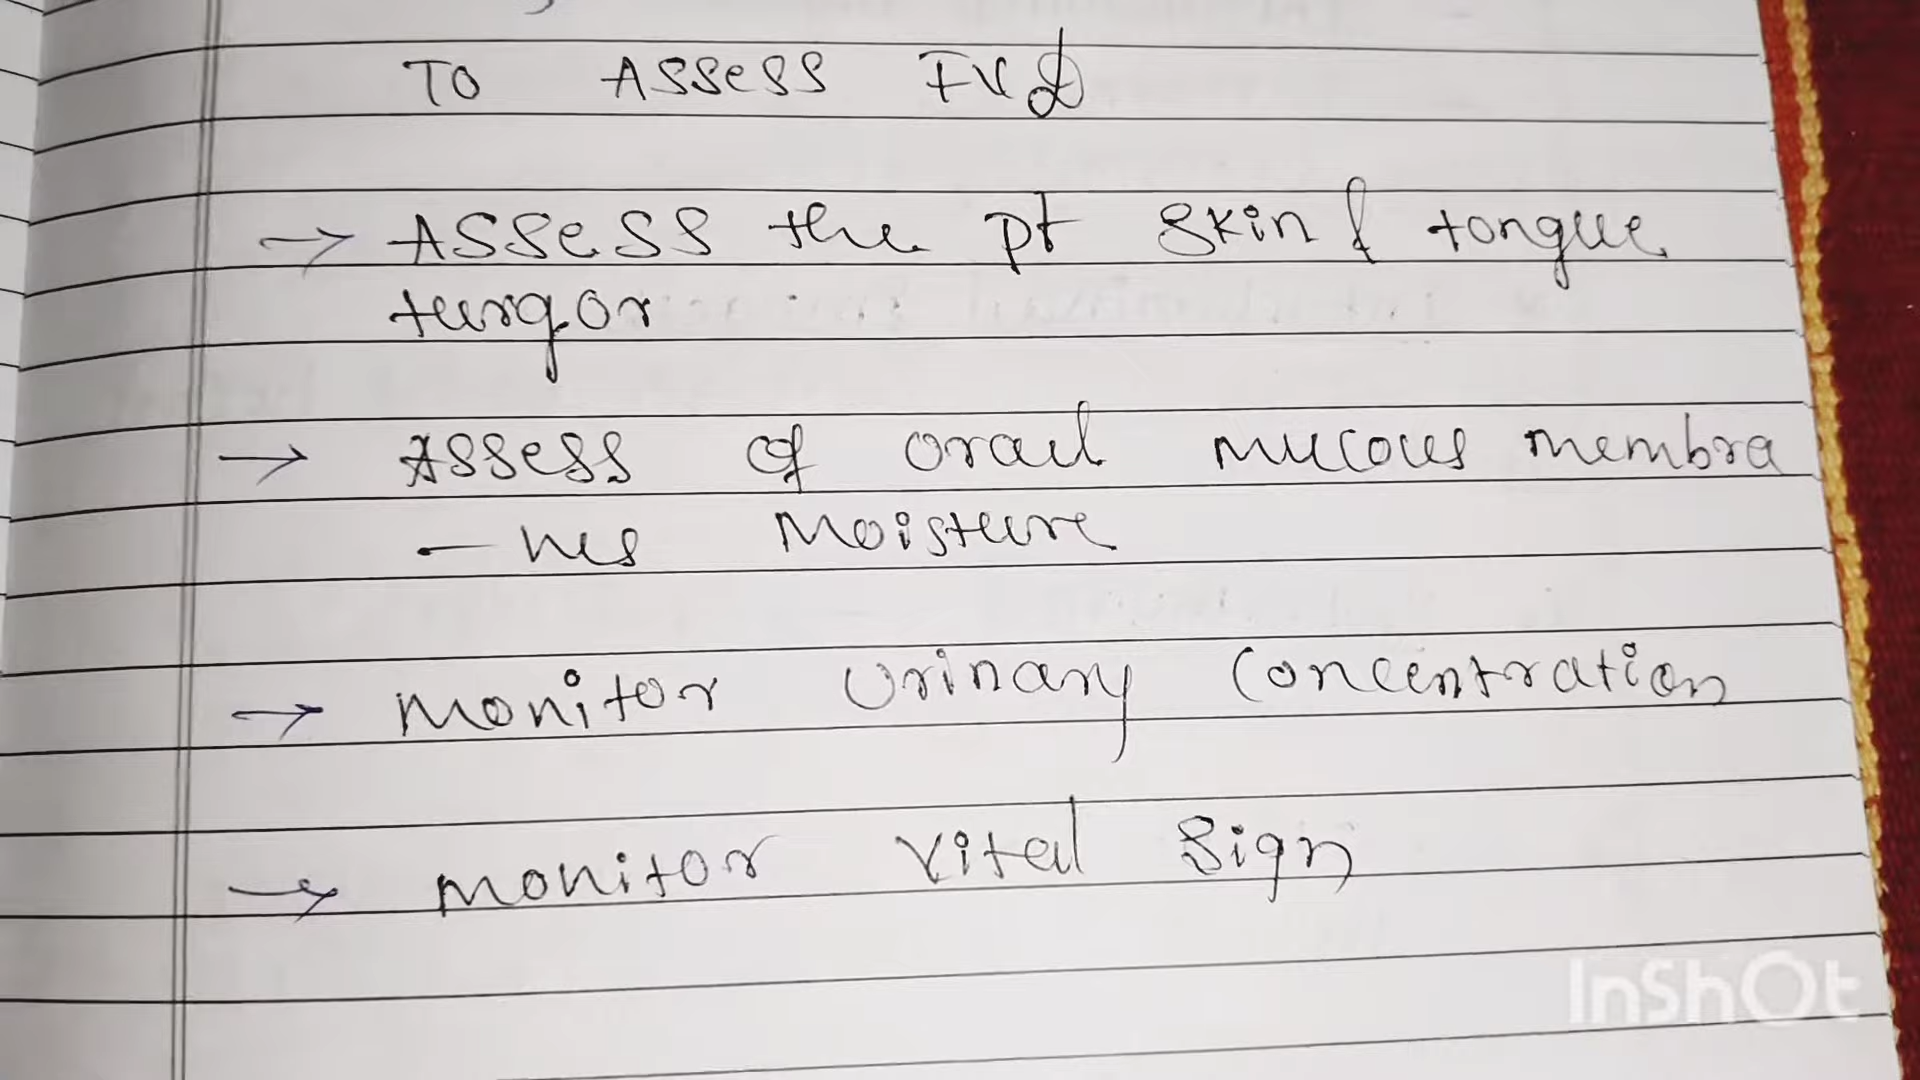 TO ASSESS FVD
→ ASSESS the pt skin & tongue
turgor
→ ASSESS of oral mucous membra
- nes Moisture
→ Monitor Urinary Concentration
→ Monitor Vital Sign
InShOt